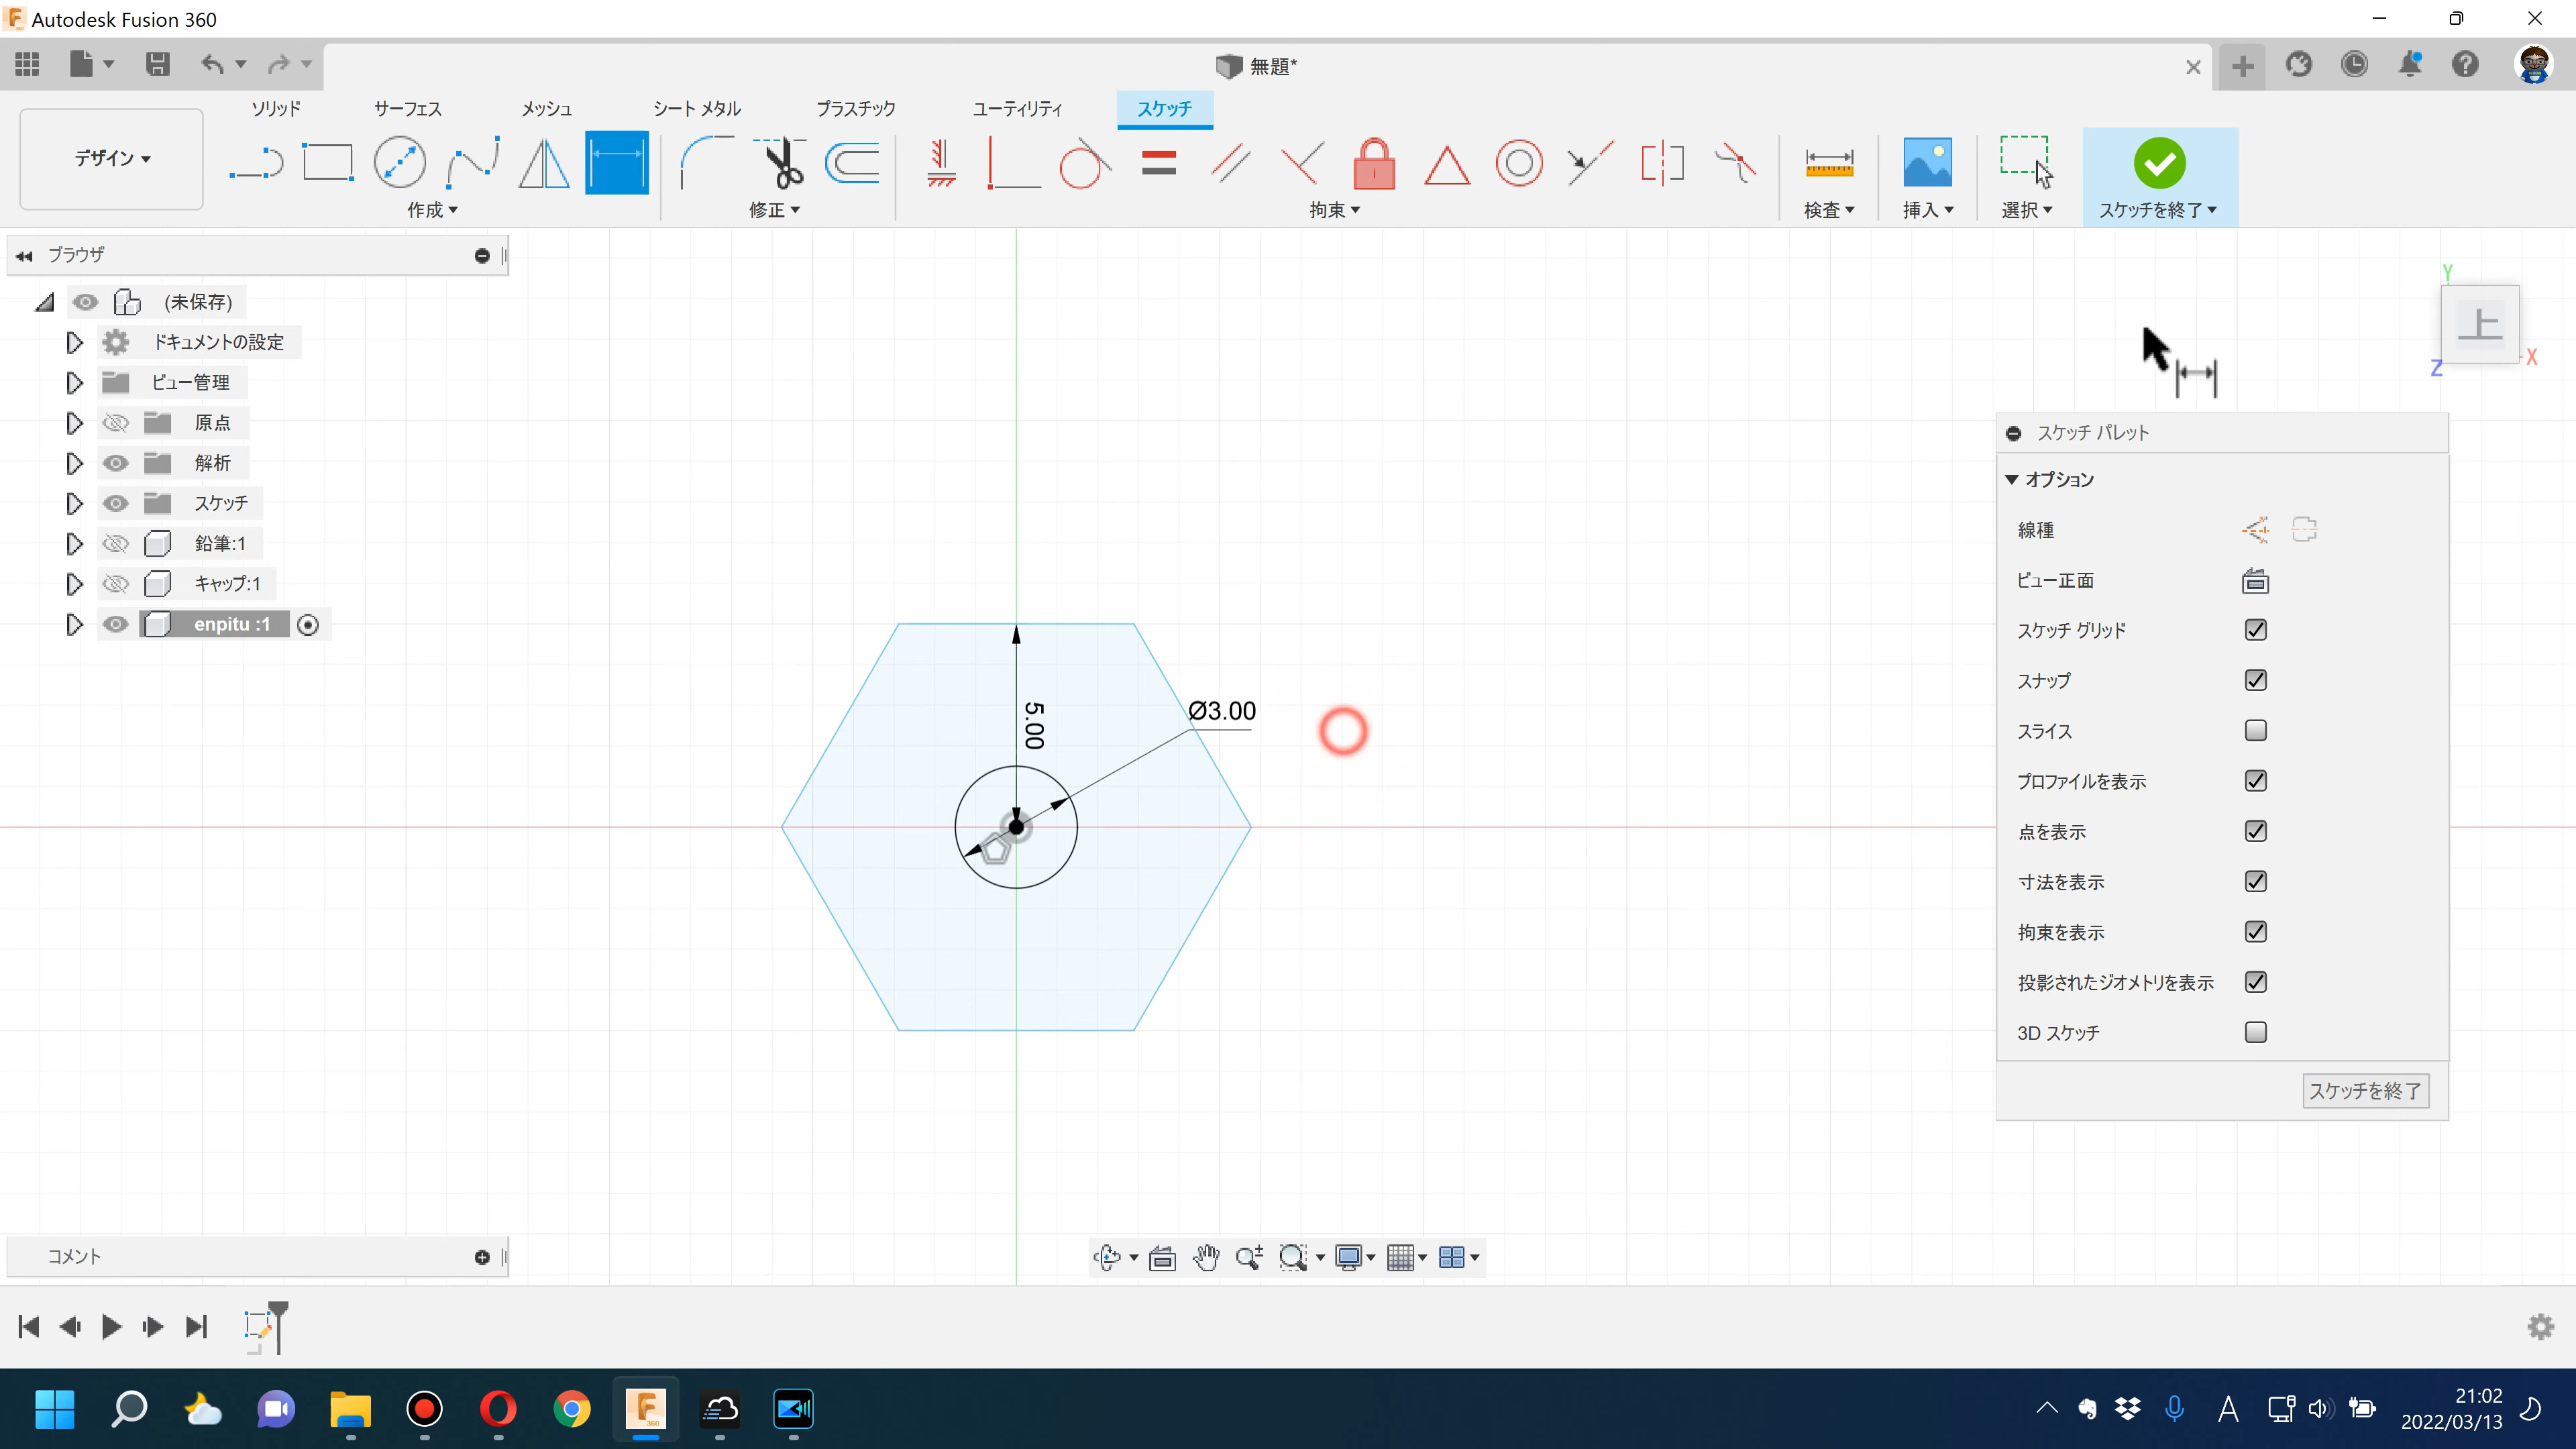 Autodesk Fusion 360
無題*
ソリッド サーフェス メッシュ シート メタル プラスチック ユーティリティ スケッチ
デザイン
作成 修正 拘束 検査 挿入 選択 スケッチを終了
ブラウザ
(未保存)
ドキュメントの設定
ビュー管理
原点
解析
スケッチ
鉛筆:1
キャップ:1
enpitu :1
5.00
Ø3.00
Y
上
Z
X
スケッチ パレット
オプション
線種
ビュー正面
スケッチ グリッド
スナップ
スライス
プロファイルを表示
点を表示
寸法を表示
拘束を表示
投影されたジオメトリを表示
3D スケッチ
スケッチを終了
コメント
360
A
21:02
2022/03/13